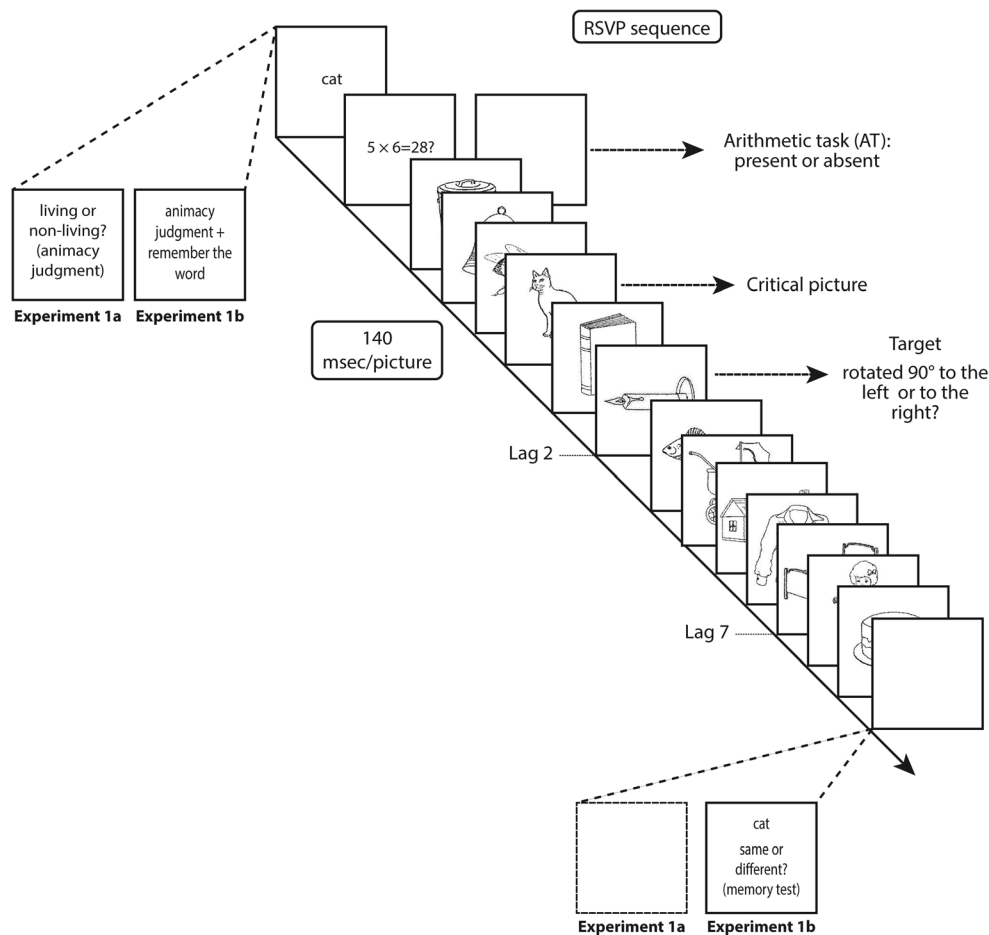 RSVP sequence
cat
5 × 6=28?
Arithmetic task (AT):
present or absent
living or
non-living?
(animacy
judgment)
Experiment 1a
animacy
judgment +
remember the
word
Experiment 1b
Critical picture
140
msec/picture
Target
rotated 90° to the
left or to the
right?
Lag 2
Lag 7
Experiment 1a
cat
same or
different?
(memory test)
Experiment 1b